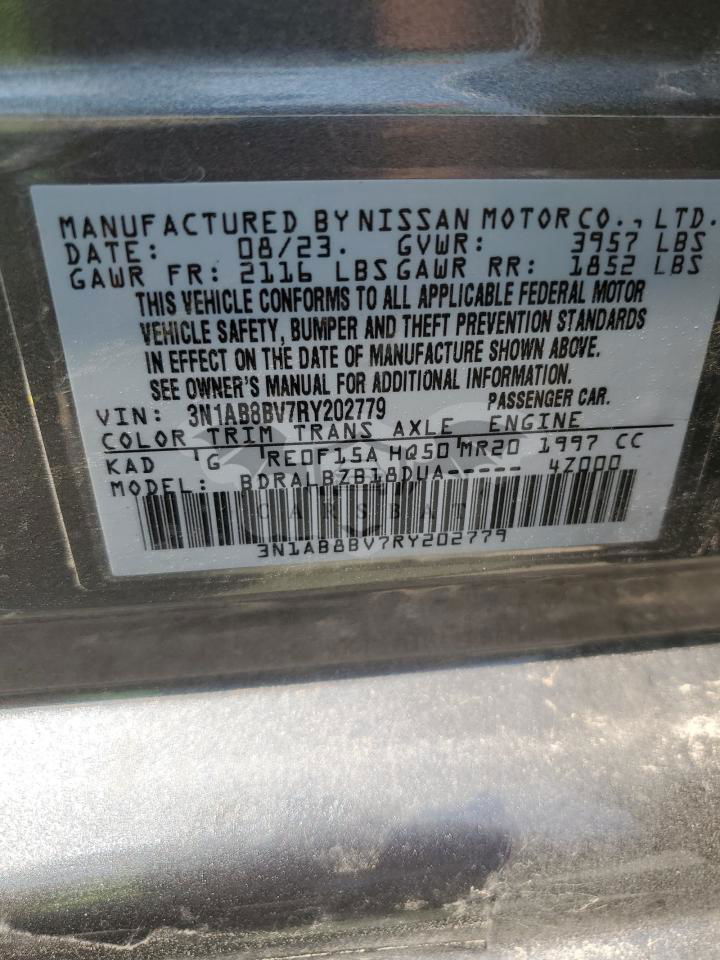 MANUFACTURED BY NISSAN MOTOR CO., LTD.
DATE: 08/23. GVWR: 3957 LBS
GAWR FR: 2116 LBS GAWR RR: 1852 LBS
THIS VEHICLE CONFORMS TO ALL APPLICABLE FEDERAL MOTOR
VEHICLE SAFETY, BUMPER AND THEFT PREVENTION STANDARDS
IN EFFECT ON THE DATE OF MANUFACTURE SHOWN ABOVE.
SEE OWNER'S MANUAL FOR ADDITIONAL INFORMATION.
VIN: 3N1AB8BV7RY202779 PASSENGER CAR.
COLOR TRIM TRANS AXLE ENGINE
KAD G RE0F15A HQ50 MR20 1997 CC
MODEL: BDRALBZB18DUA----- 4Z000
CARSBAT
3N1AB8BV7RY202779